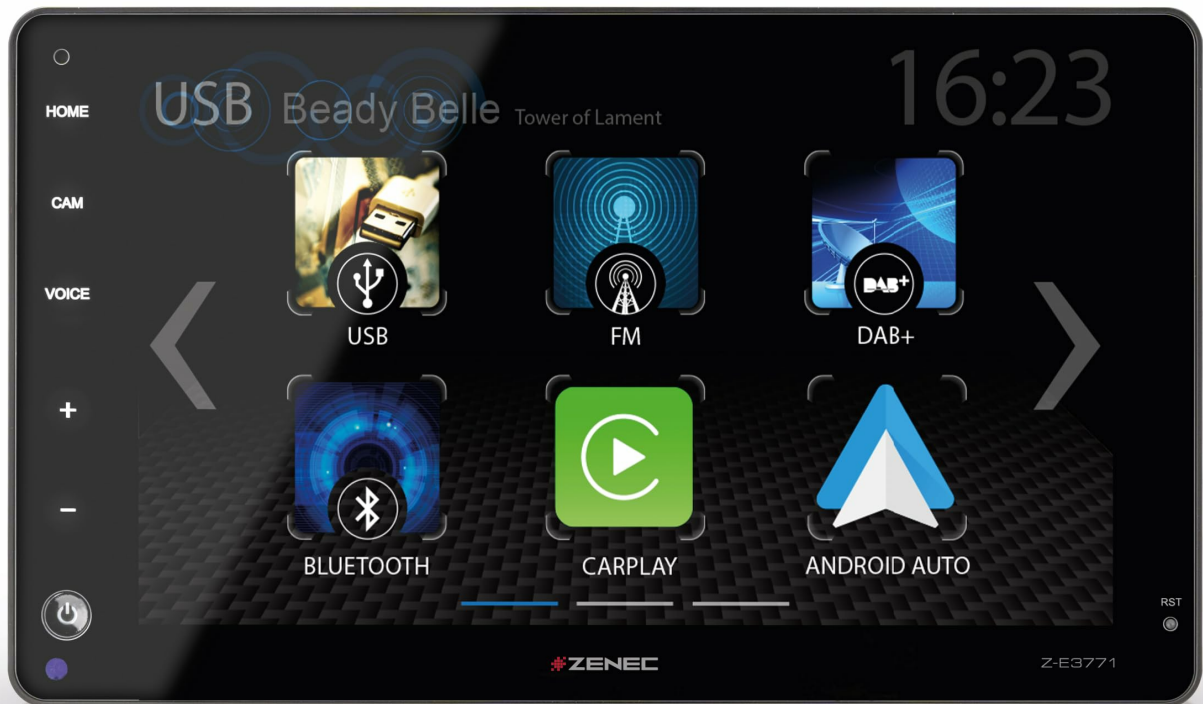 HOME
CAM
VOICE
+
−
USB Beady Belle Tower of Lament
16:23
USB
FM
DAB+
DAB+
BLUETOOTH
CARPLAY
ANDROID AUTO
RST
ZENEC
Z-E3771